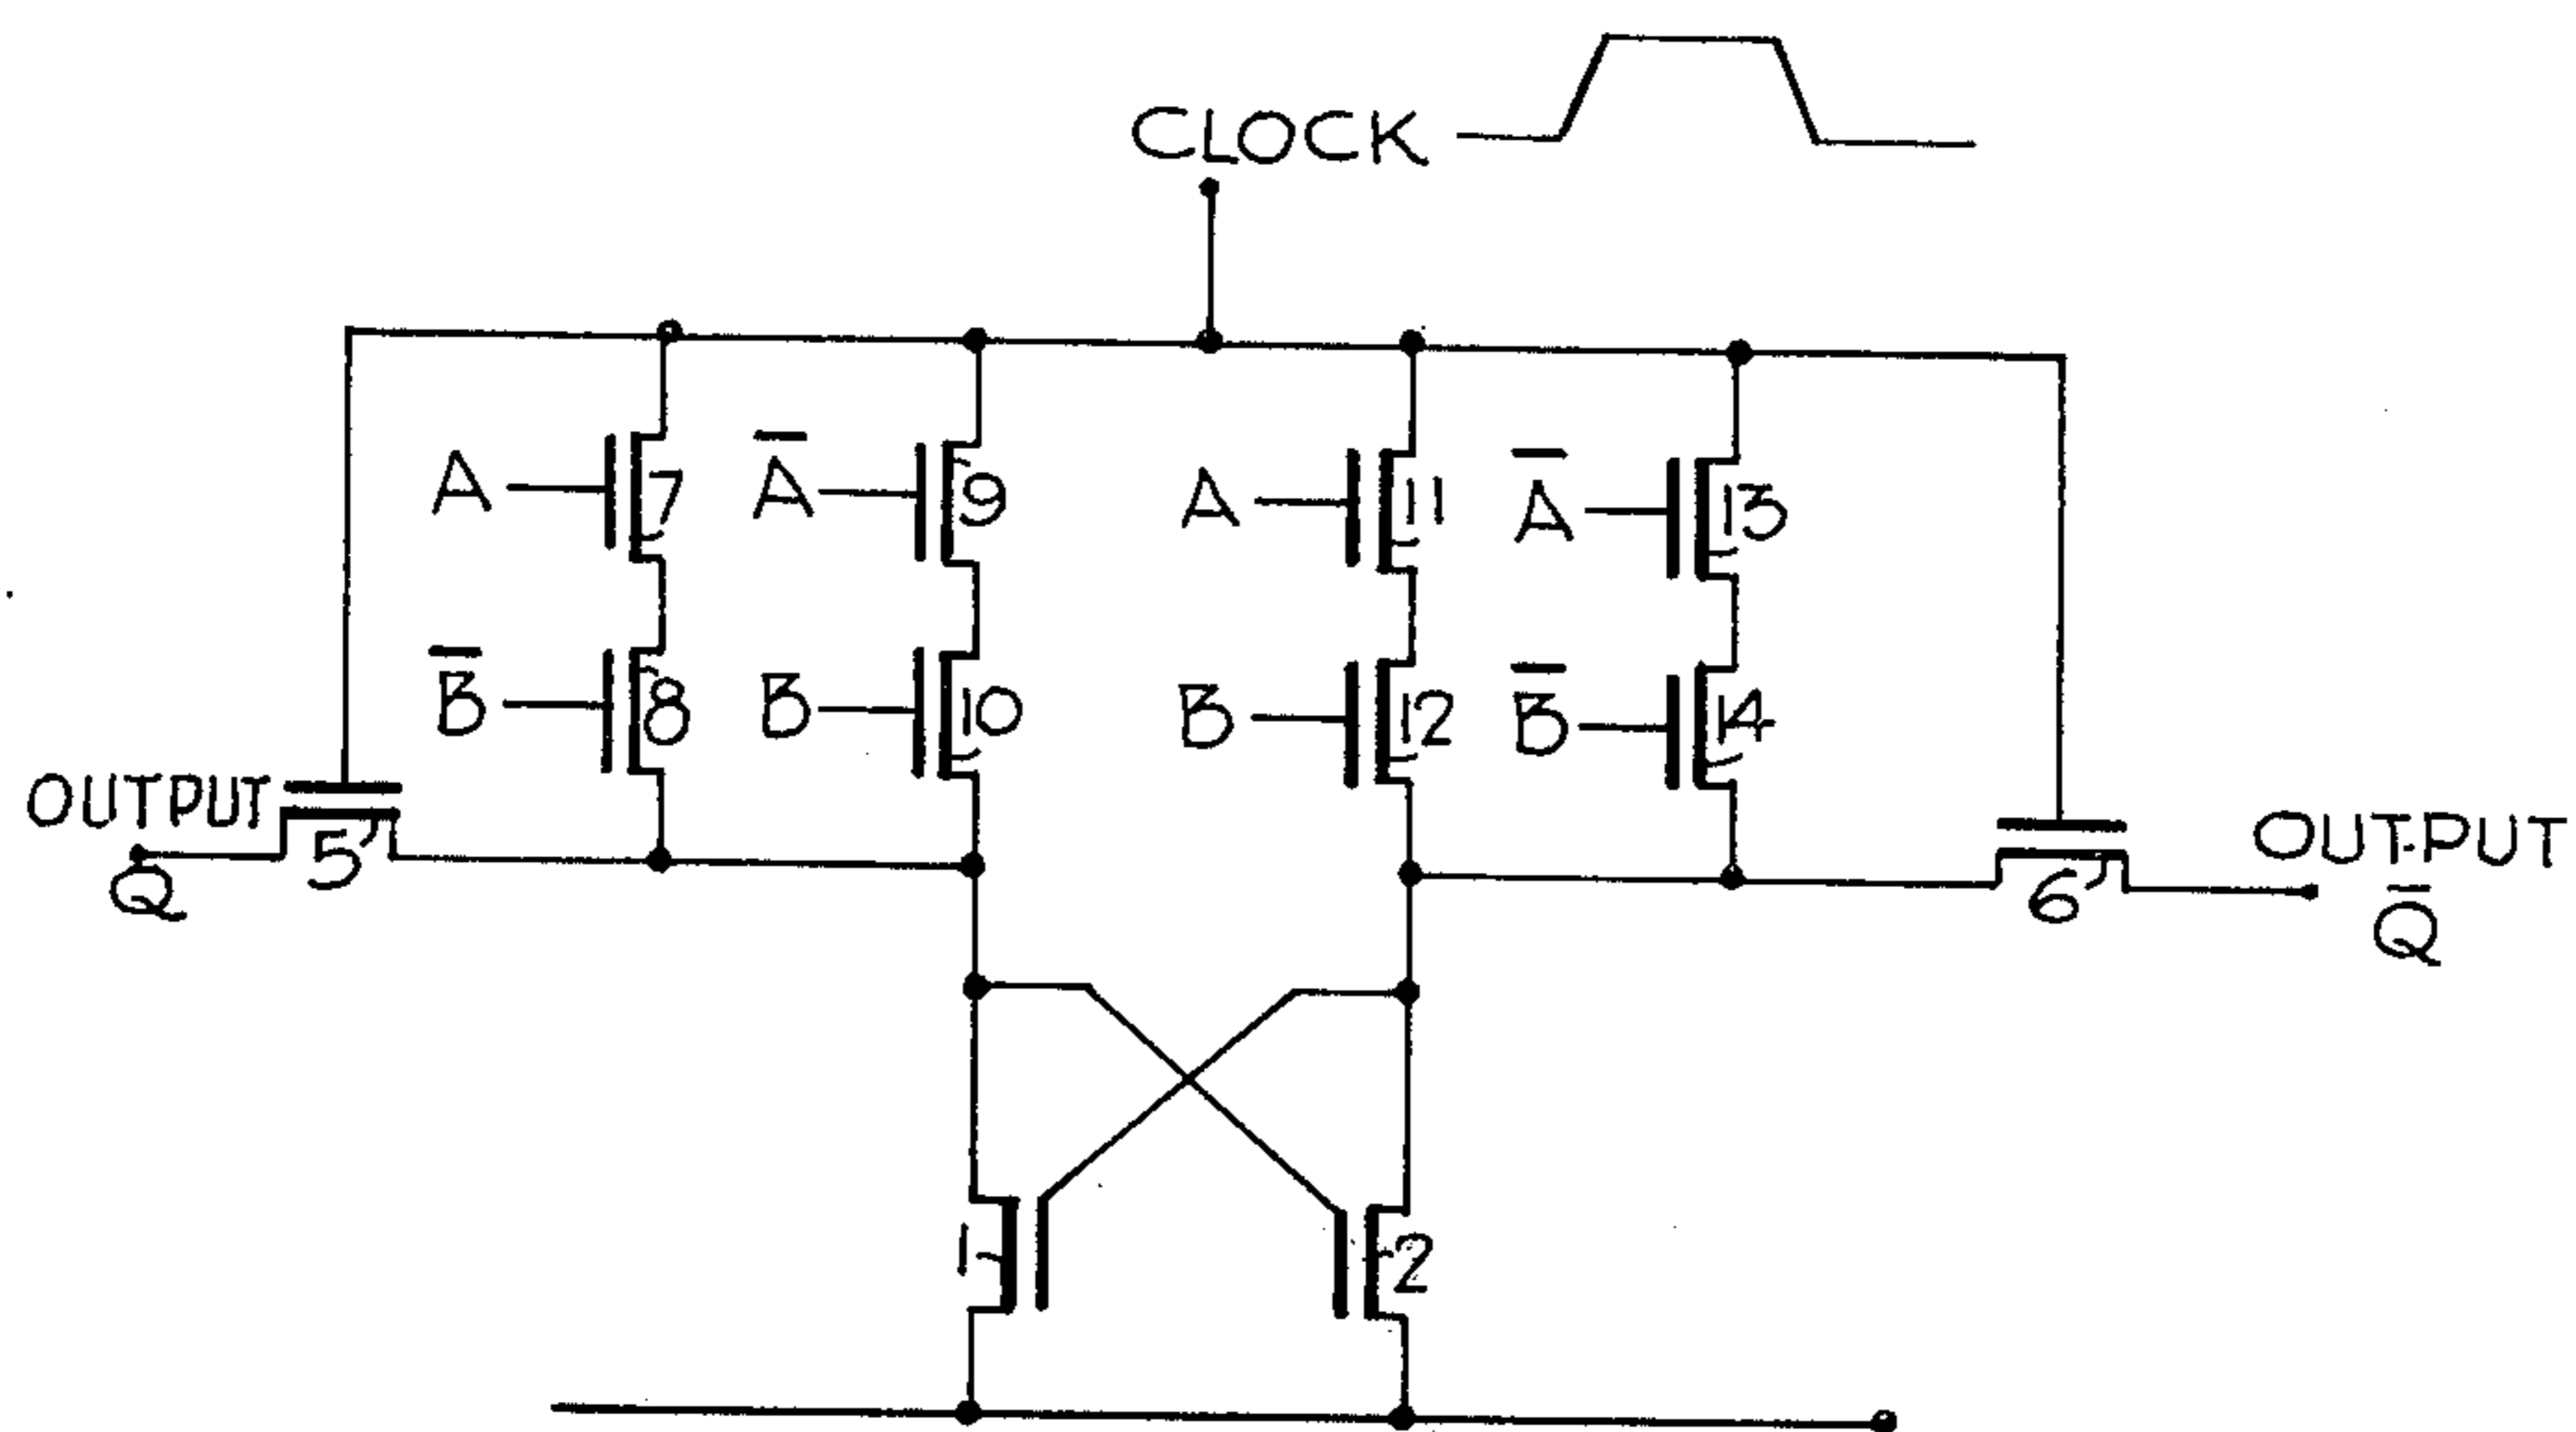 CLOCK
A 7
A̅ 9
A 11
A̅ 13
B̅ 8
B 10
B 12
B̅ 14
OUTPUT
Q
5
6
OUTPUT
Q̅
1
2